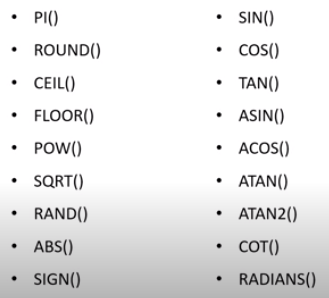 • PI()
• ROUND()
• CEIL()
• FLOOR()
• POW()
• SQRT()
• RAND()
• ABS()
• SIGN()
• SIN()
• COS()
• TAN()
• ASIN()
• ACOS()
• ATAN()
• ATAN2()
• COT()
• RADIANS()